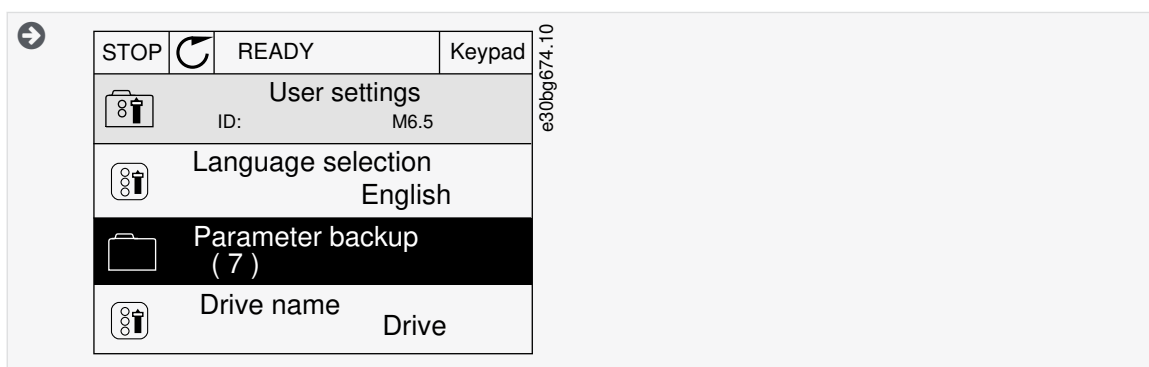 STOP READY Keypad
User settings
ID: M6.5
Language selection
English
Parameter backup
( 7 )
Drive name
Drive
e30bg674.10